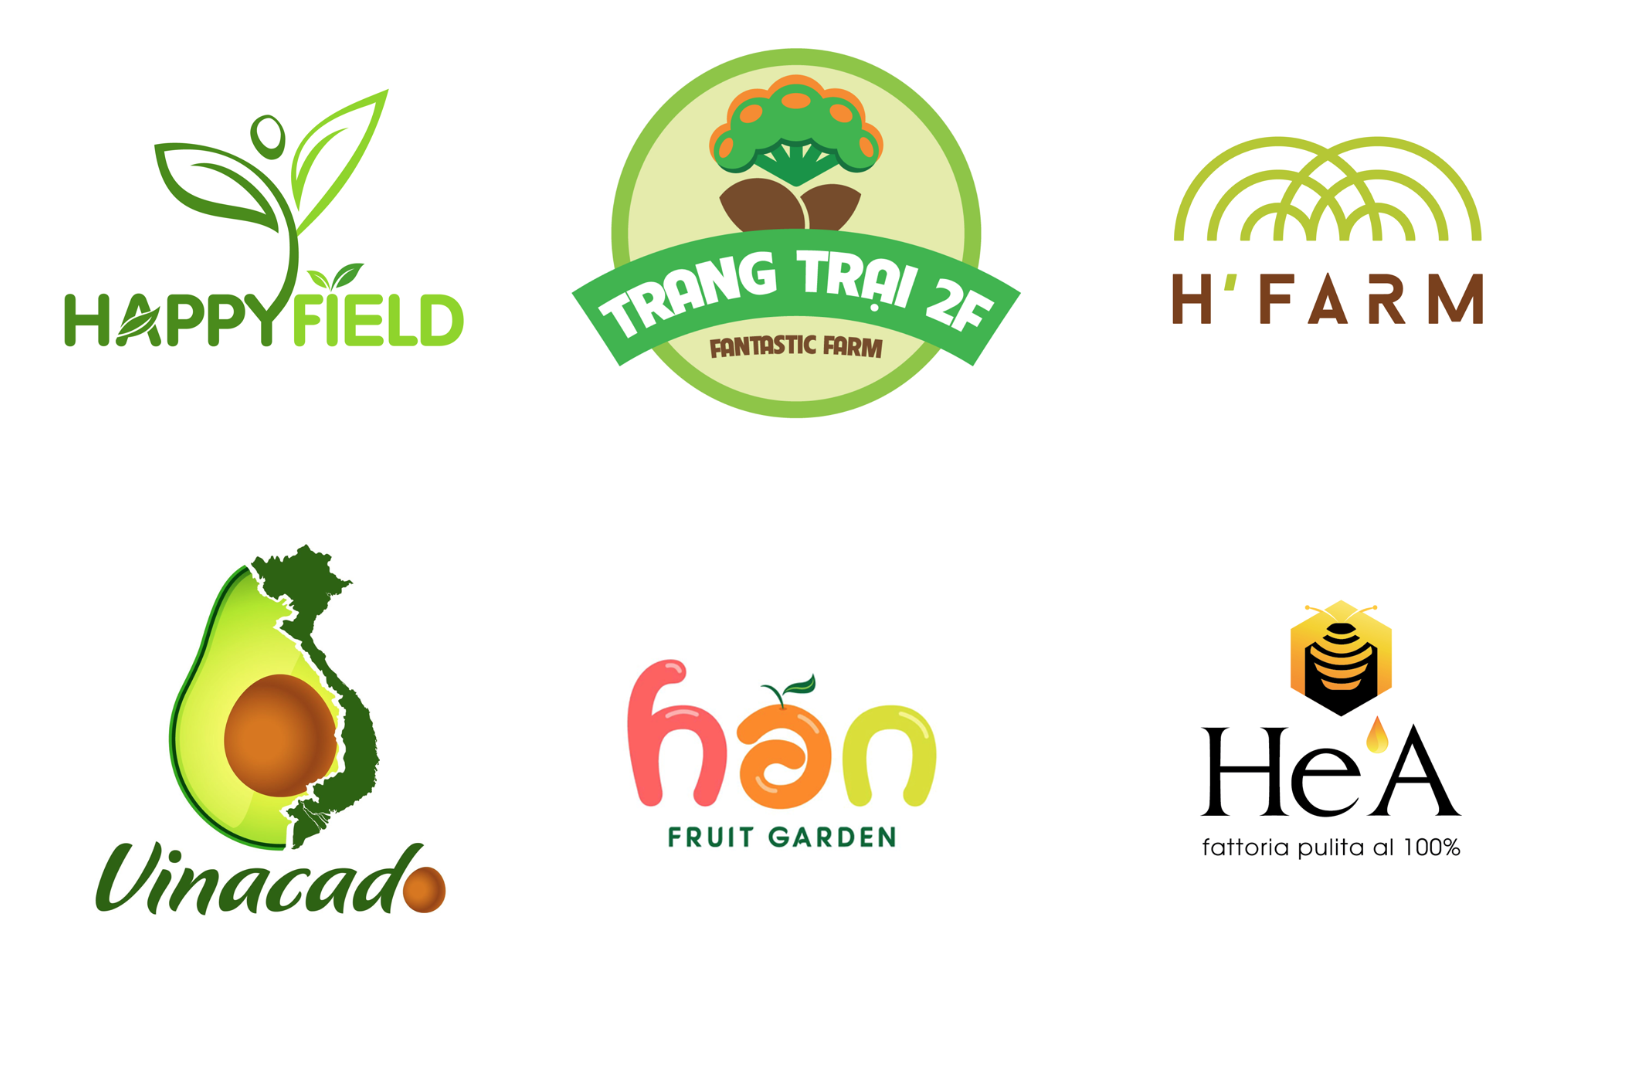 HAPPYFIELD
TRANG TRẠI 2F
FANTASTIC FARM
H'FARM
Vinacado
han
FRUIT GARDEN
He'A
fattoria pulita al 100%